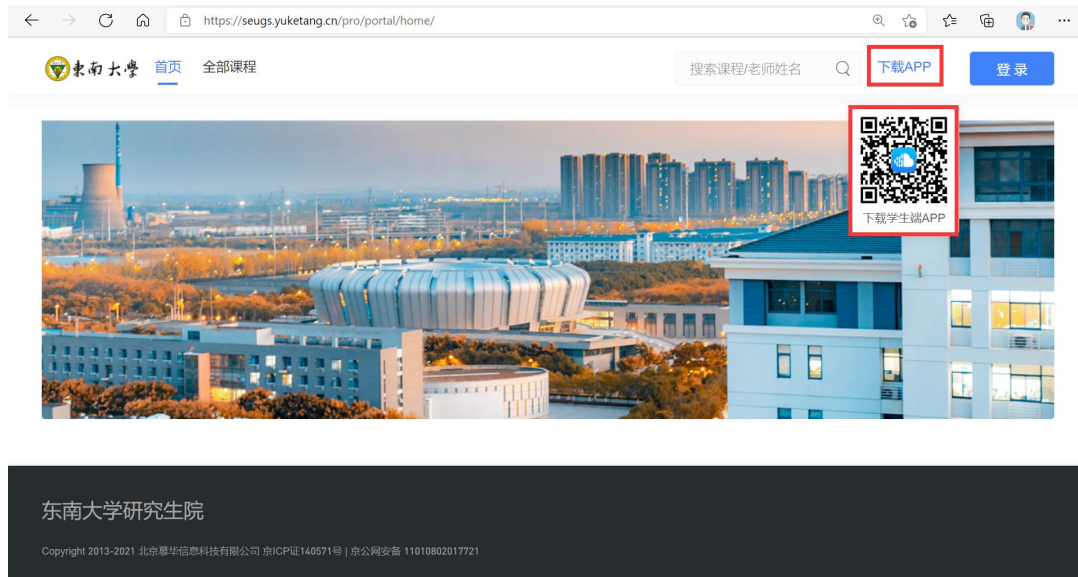 https://seugs.yuketang.cn/pro/portal/home/
東南大學 首页 全部课程 搜索课程/老师姓名 下载APP 登录
下载学生端APP
东南大学研究生院
Copyright 2013-2021 北京慕华信息科技有限公司 京ICP证140571号 | 京公网安备 11010802017721